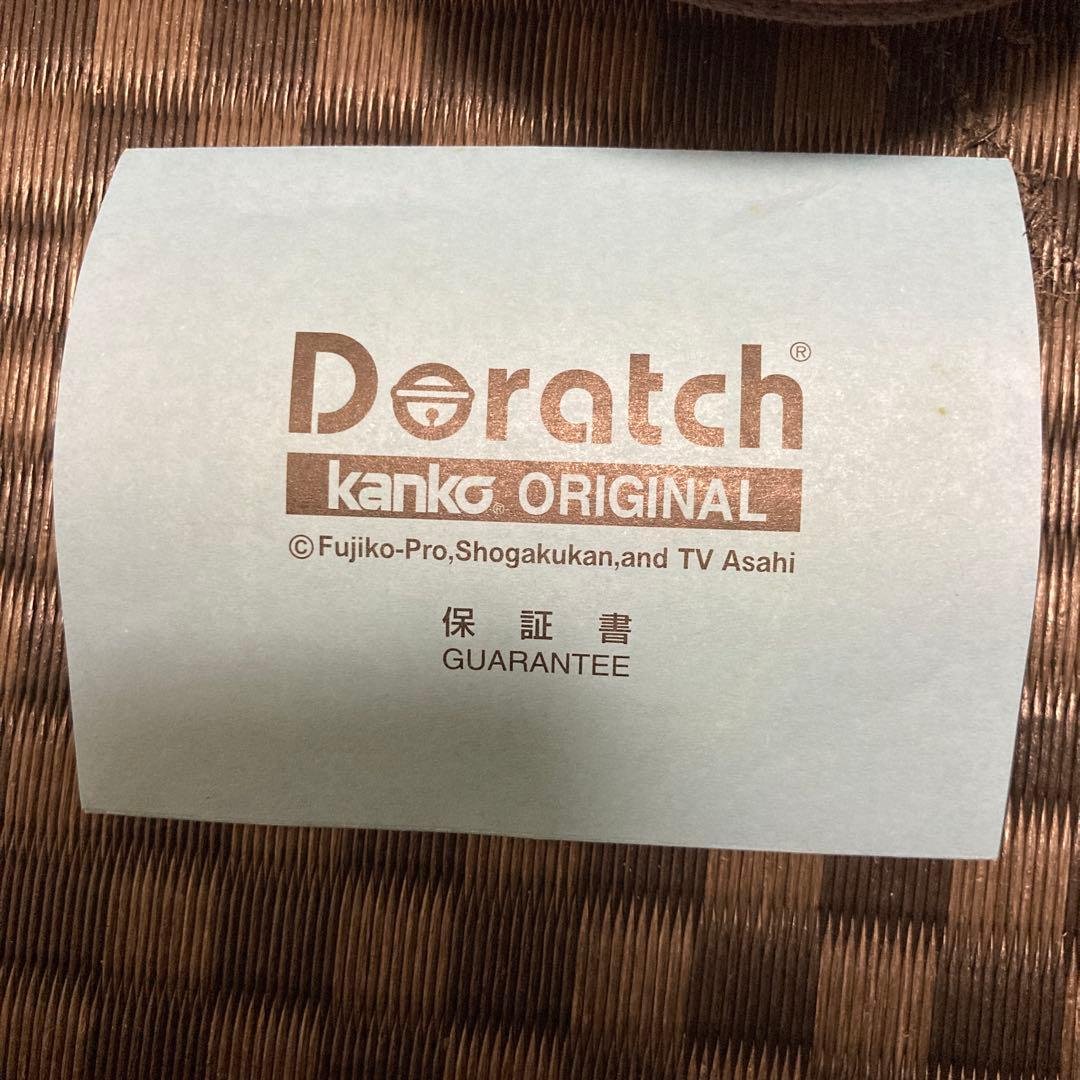 Doratch®
kanko® ORIGINAL
©Fujiko-Pro,Shogakukan,and TV Asahi
保証書
GUARANTEE